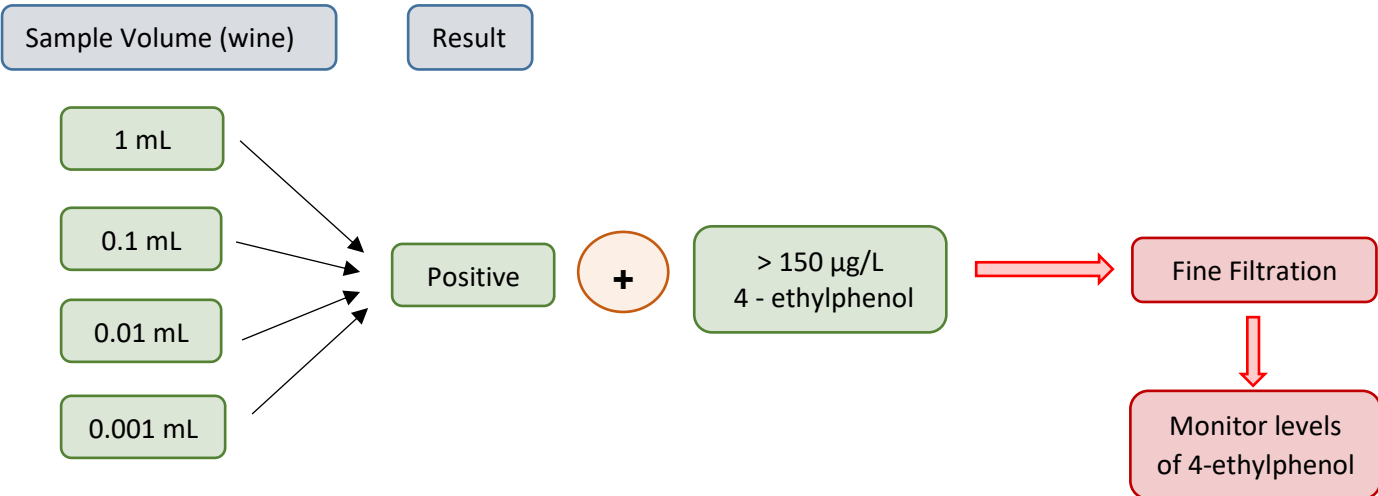 Sample Volume (wine)
Result
1 mL
0.1 mL
0.01 mL
0.001 mL
Positive
+
> 150 µg/L
4 - ethylphenol
Fine Filtration
Monitor levels
of 4-ethylphenol